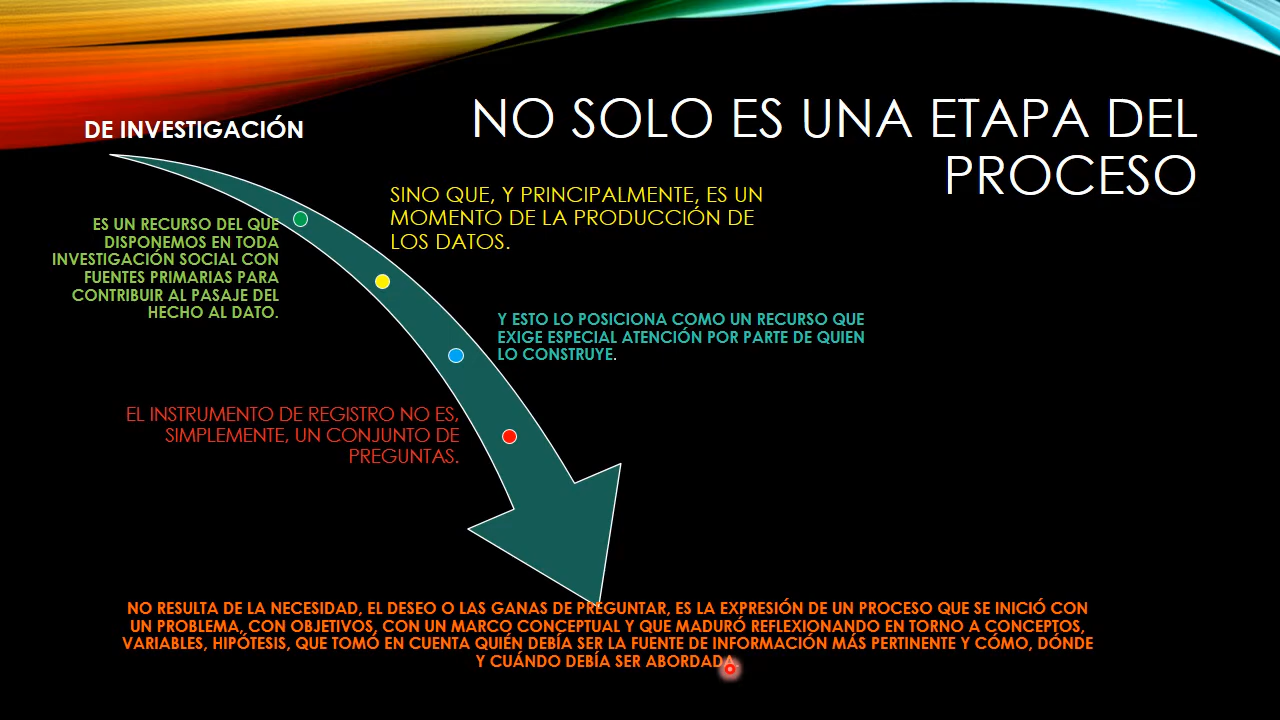 NO SOLO ES UNA ETAPA DEL
PROCESO
DE INVESTIGACIÓN
ES UN RECURSO DEL QUE
DISPONEMOS EN TODA
INVESTIGACIÓN SOCIAL CON
FUENTES PRIMARIAS PARA
CONTRIBUIR AL PASAJE DEL
HECHO AL DATO.
SINO QUE, Y PRINCIPALMENTE, ES UN
MOMENTO DE LA PRODUCCIÓN DE
LOS DATOS.
Y ESTO LO POSICIONA COMO UN RECURSO QUE
EXIGE ESPECIAL ATENCIÓN POR PARTE DE QUIEN
LO CONSTRUYE.
EL INSTRUMENTO DE REGISTRO NO ES,
SIMPLEMENTE, UN CONJUNTO DE
PREGUNTAS.
NO RESULTA DE LA NECESIDAD, EL DESEO O LAS GANAS DE PREGUNTAR, ES LA EXPRESIÓN DE UN PROCESO QUE SE INICIÓ CON
UN PROBLEMA, CON OBJETIVOS, CON UN MARCO CONCEPTUAL Y QUE MADURÓ REFLEXIONANDO EN TORNO A CONCEPTOS,
VARIABLES, HIPÓTESIS, QUE TOMÓ EN CUENTA QUIÉN DEBÍA SER LA FUENTE DE INFORMACIÓN MÁS PERTINENTE Y CÓMO, DÓNDE
Y CUÁNDO DEBÍA SER ABORDADA.